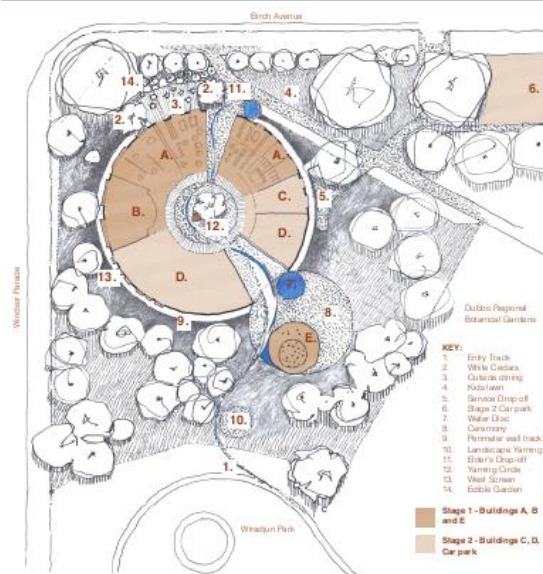 Birch Avenue
14.
2.
11.
4.
6.
3.
2.
A.
A.
C.
5.
B.
12.
D.
D.
13.
7.
8.
9.
E.
10.
1.
Windsor Parade
Wiradjuri Park
Dubbo Regional
Botanical Gardens
KEY:
1. Entry Track
2. White Cedars
3. Outside dining
4. Kids lawn
5. Service Drop off
6. Stage 2 Car park
7. Water Disc
8. Ceremony
9. Perimeter wall track
10. Landscape Yarning
11. Elder's Drop-off
12. Yarning Circle
13. West Screen
14. Edible Garden
Stage 1 - Buildings A, B
and E
Stage 2 - Buildings C, D,
Car park